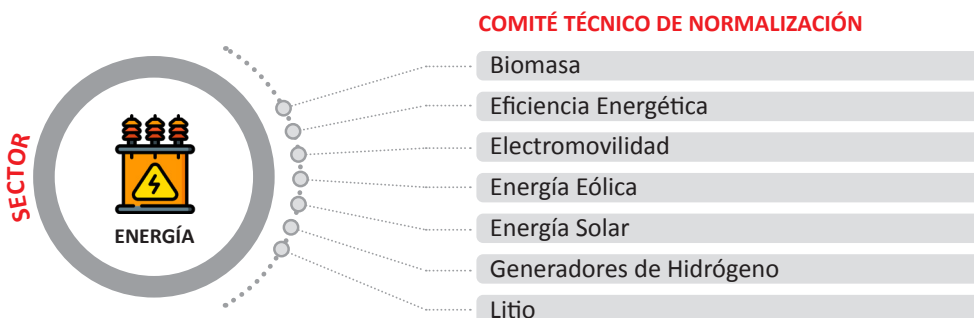 COMITÉ TÉCNICO DE NORMALIZACIÓN
SECTOR
ENERGÍA
Biomasa
Eficiencia Energética
Electromovilidad
Energía Eólica
Energía Solar
Generadores de Hidrógeno
Litio